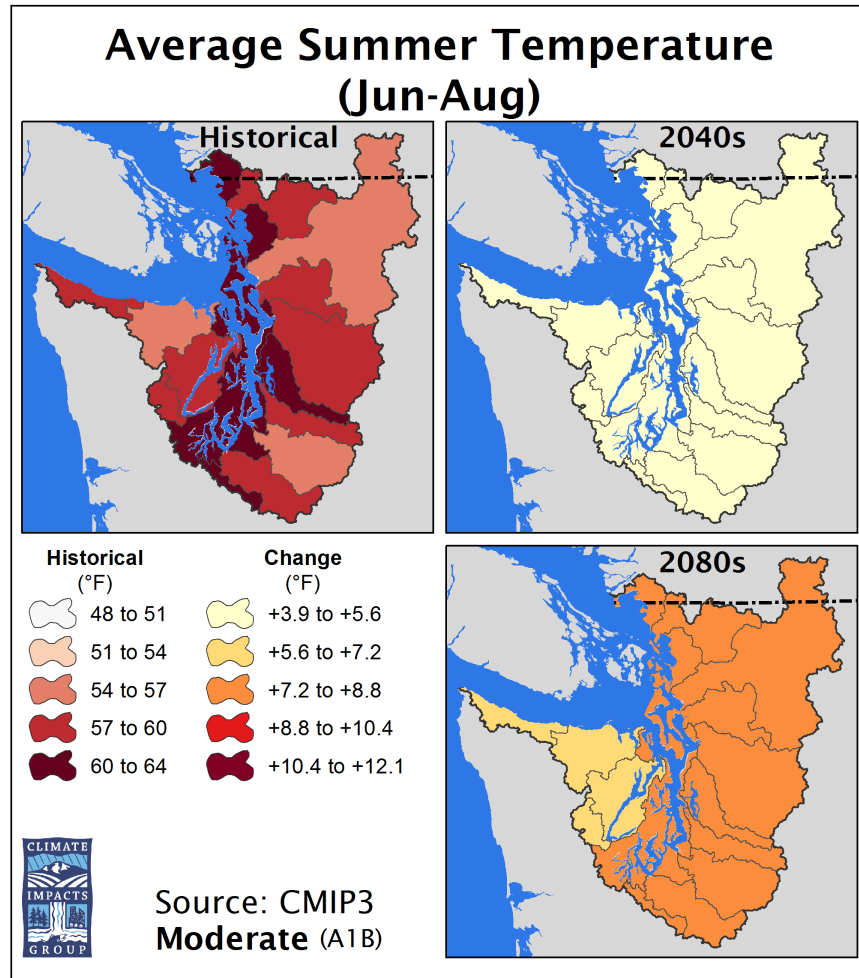 Average Summer Temperature
(Jun-Aug)
Historical
2040s
Historical
(°F)
48 to 51
51 to 54
54 to 57
57 to 60
60 to 64
Change
(°F)
+3.9 to +5.6
+5.6 to +7.2
+7.2 to +8.8
+8.8 to +10.4
+10.4 to +12.1
2080s
CLIMATE
IMPACTS
GROUP
Source: CMIP3
Moderate (A1B)